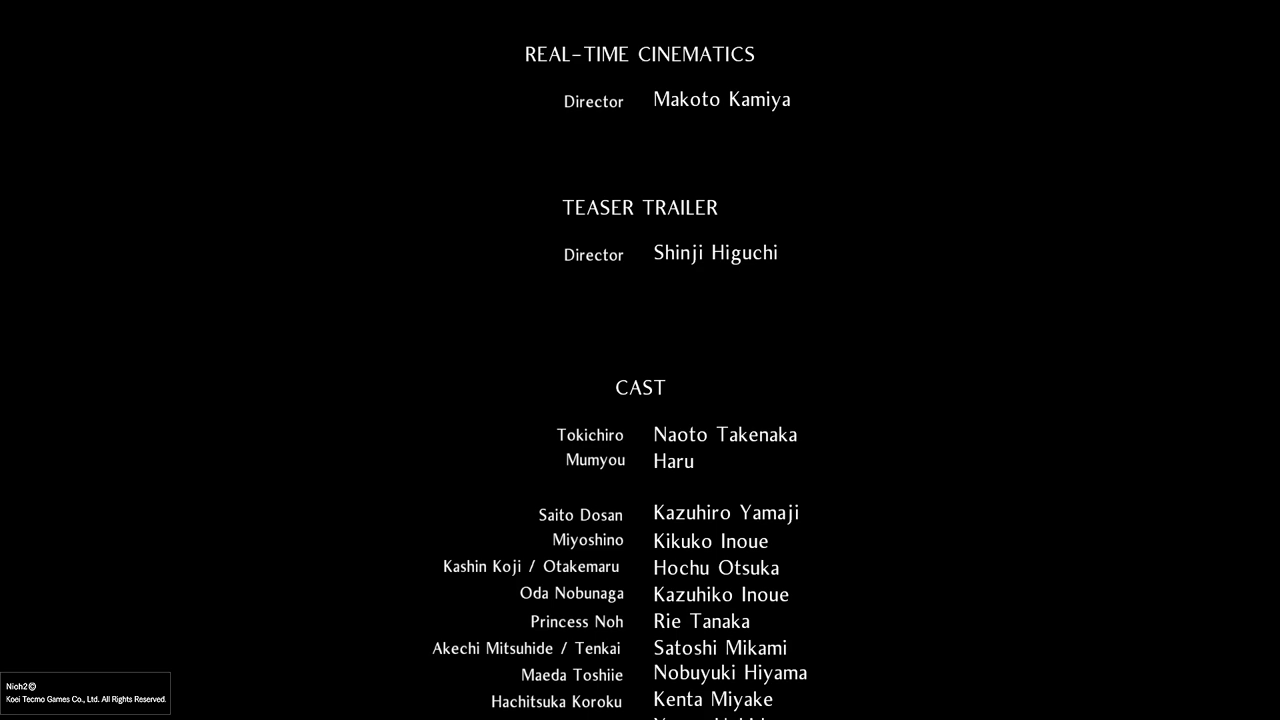 REAL-TIME CINEMATICS
Director Makoto Kamiya
TEASER TRAILER
Director Shinji Higuchi
CAST
Tokichiro Naoto Takenaka
Mumyou Haru
Saito Dosan Kazuhiro Yamaji
Miyoshino Kikuko Inoue
Kashin Koji / Otakemaru Hochu Otsuka
Oda Nobunaga Kazuhiko Inoue
Princess Noh Rie Tanaka
Akechi Mitsuhide / Tenkai Satoshi Mikami
Maeda Toshiie Nobuyuki Hiyama
Hachitsuka Koroku Kenta Miyake
Nioh2©
Koei Tecmo Games Co., Ltd. All Rights Reserved.